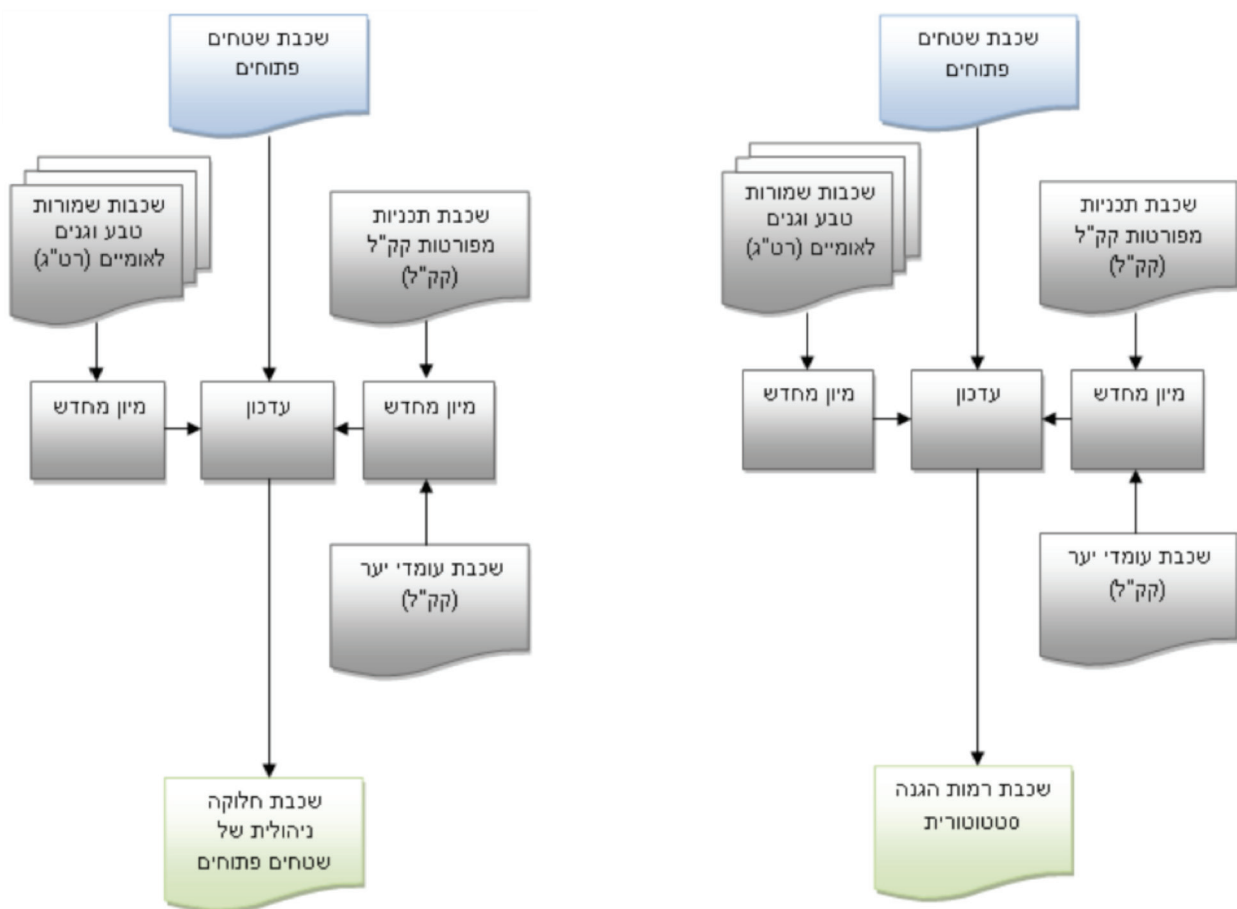 שכבת שטחים
פתוחים
שכבות שמורות
טבע וגנים
לאומיים (רט"ג)
שכבת תכניות
מפורטות קק"ל
(קק"ל)
מיון מחדש
עדכון
מיון מחדש
שכבת עומדי יער
(קק"ל)
שכבת חלוקה
ניהולית של
שטחים פתוחים
שכבת שטחים
פתוחים
שכבות שמורות
טבע וגנים
לאומיים (רט"ג)
שכבת תכניות
מפורטות קק"ל
(קק"ל)
מיון מחדש
עדכון
מיון מחדש
שכבת עומדי יער
(קק"ל)
שכבת רמות הגנה
סטטוטורית